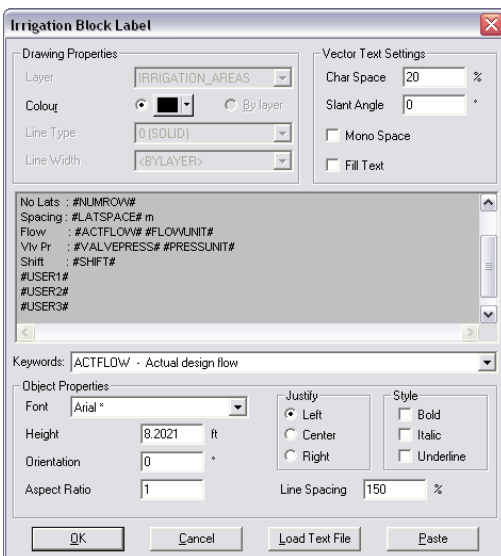 Irrigation Block Label
Drawing Properties
Layer IRRIGATION_AREAS
Colour By layer
Line Type 0 (SOLID)
Line Width <BYLAYER>
Vector Text Settings
Char Space 20 %
Slant Angle 0 °
Mono Space
Fill Text
No Lats : #NUMROW#
Spacing : #LATSPACE# m
Flow : #ACTFLOW# #FLOWUNIT#
Vlv Pr : #VALVEPRESS# #PRESSUNIT#
Shift : #SHIFT#
#USER1#
#USER2#
#USER3#
Keywords: ACTFLOW - Actual design flow
Object Properties
Font Arial *
Height 8.2021 ft
Orientation 0 °
Aspect Ratio 1
Justify
Left
Center
Right
Style
Bold
Italic
Underline
Line Spacing 150 %
OK Cancel Load Text File Paste